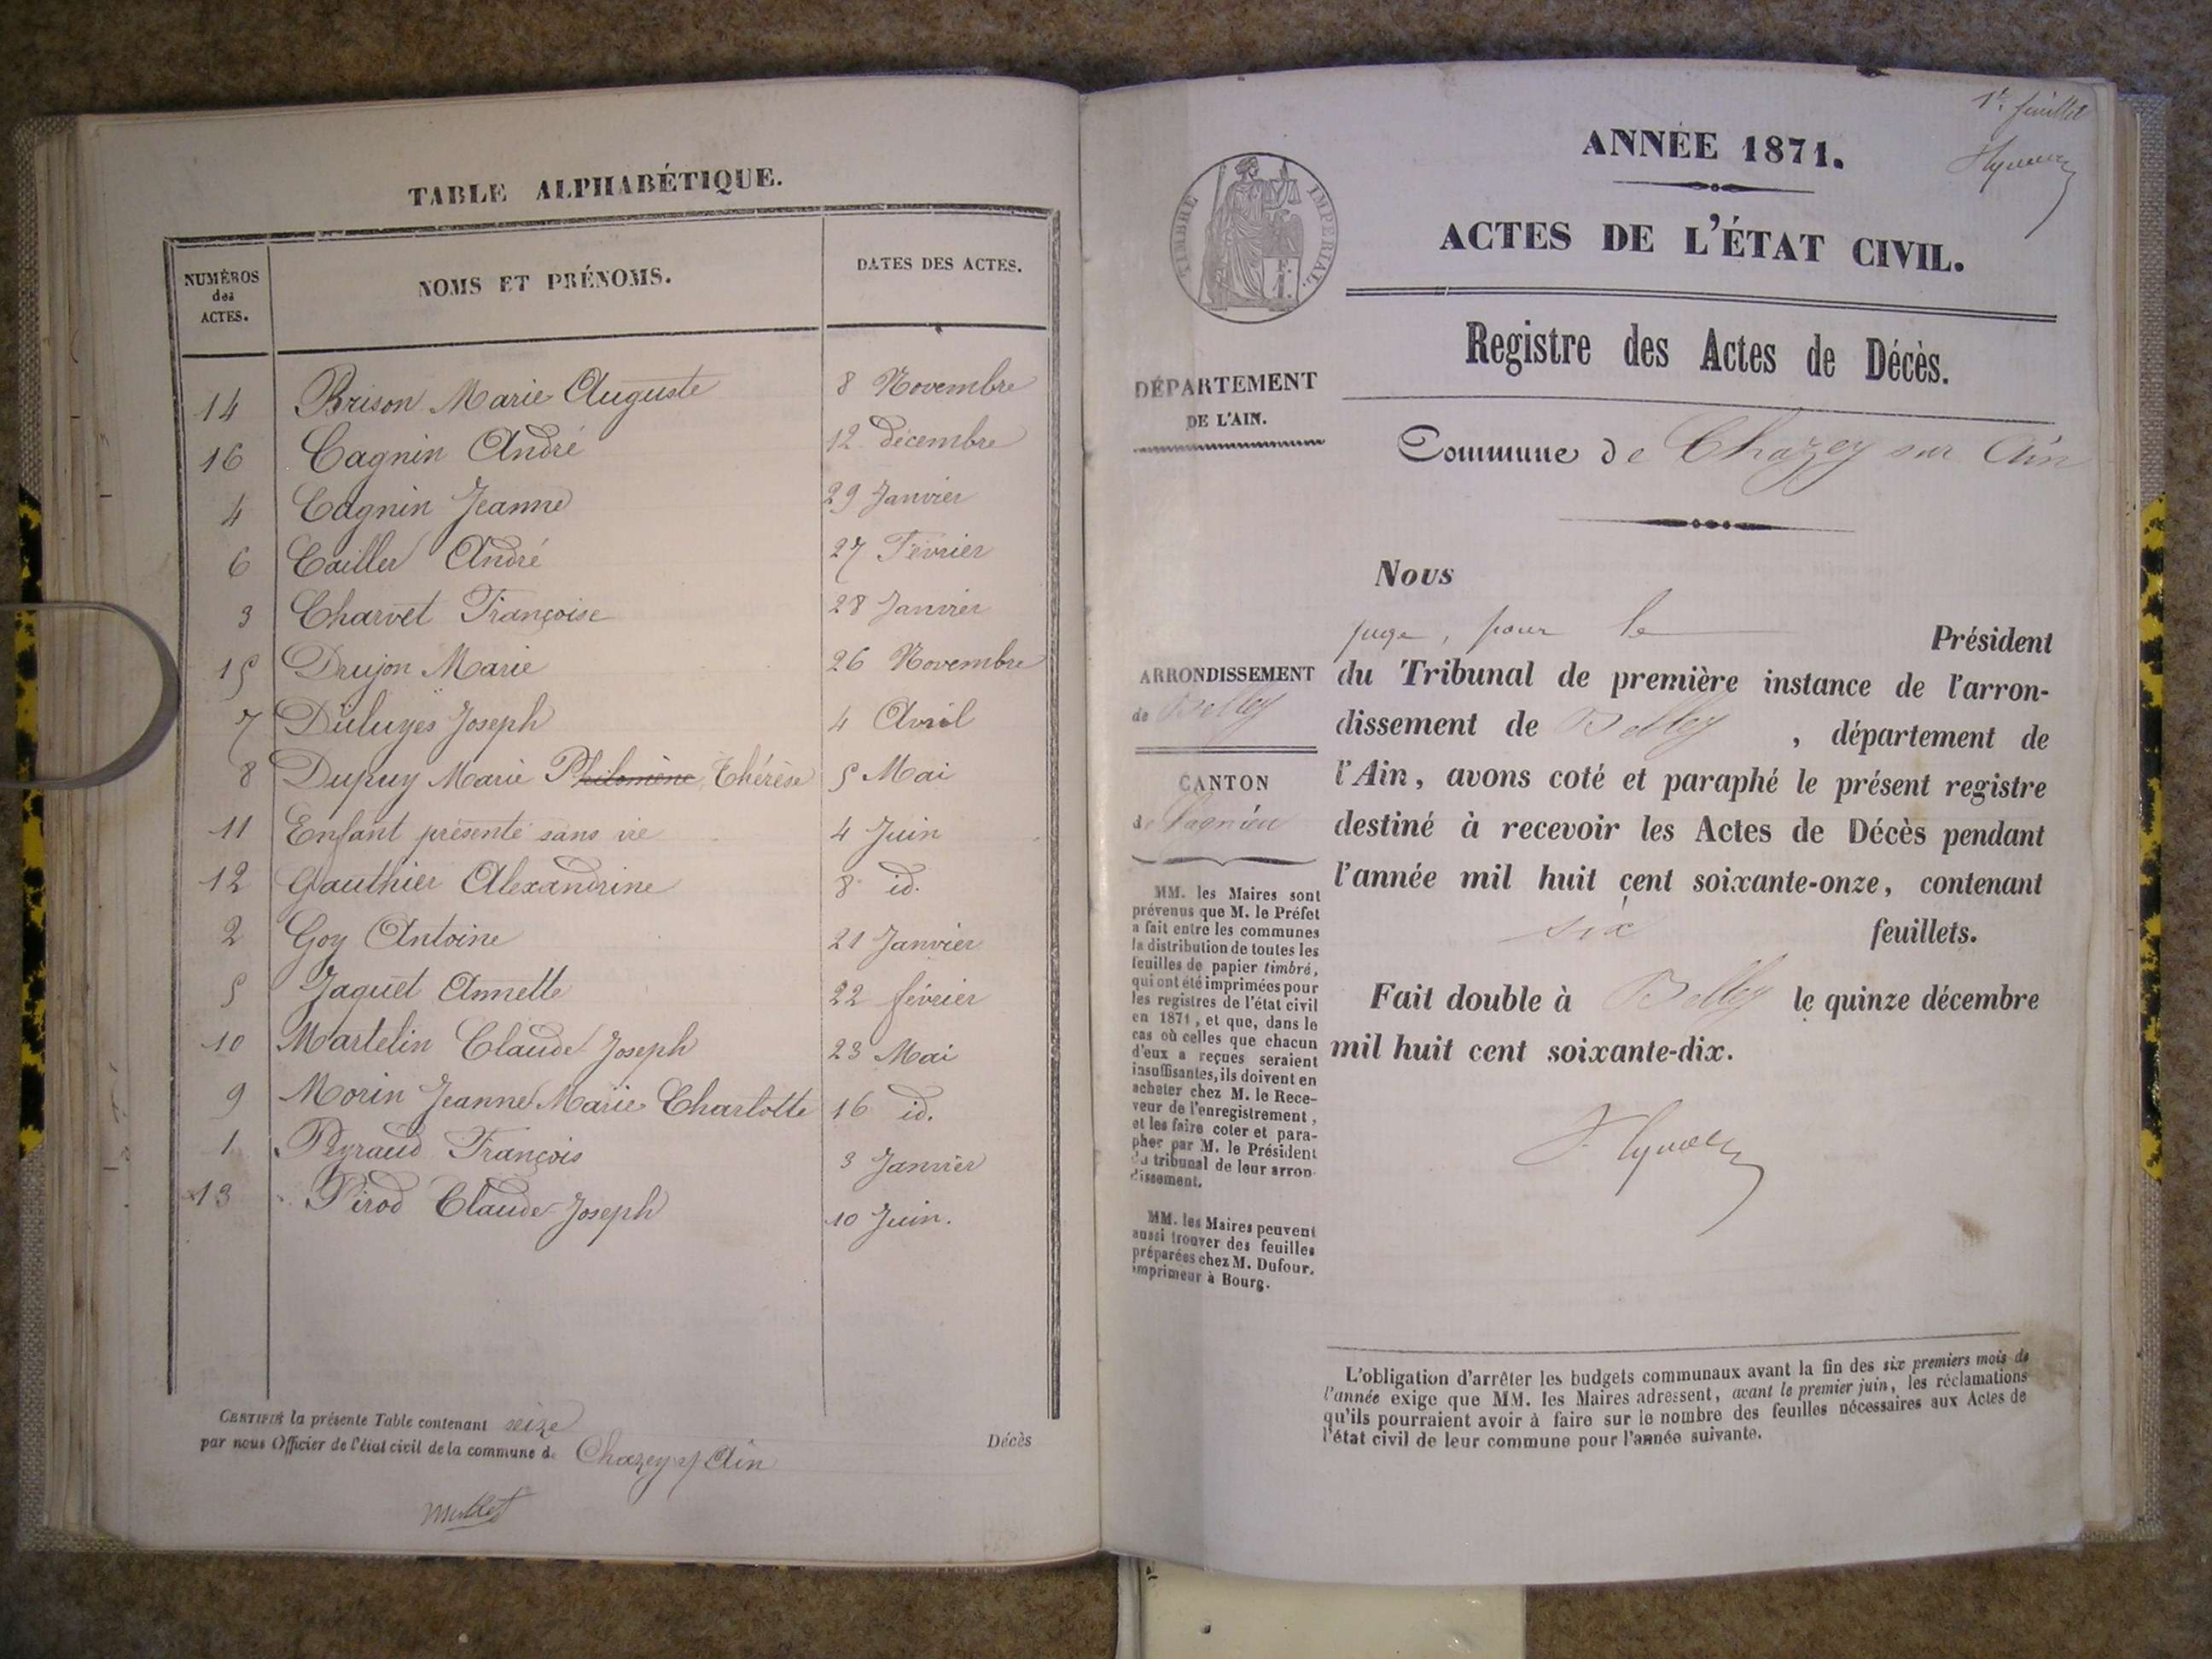 TABLE ALPHABÉTIQUE.
NUMÉROS des ACTES.
NOMS ET PRÉNOMS.
DATES DES ACTES.
14 Brison Marie Auguste 8 Novembre
16 Cagnin André 12 décembre
4 Cagnin Jeanne 29 Janvier
6 Cailler André 27 Février
3 Charvet Françoise 28 Janvier
15 Drujon Marie 26 Novembre
7 Duluyes Joseph 4 Avril
8 Dupuy Marie Philomène Thérèse 5 Mai
11 Enfant présenté sans vie 4 Juin
12 Gauthier Alexandrine 8 id.
2 Goy Antoine 21 Janvier
5 Jaquet Annette 22 février
10 Martelin Claude Joseph 23 Mai
9 Morin Jeanne Marie Charlotte 16 id.
1 Peyraud François 3 Janvier
13 Pirod Claude Joseph 10 Juin.
CERTIFIÉ la présente Table contenant seize
Décès
par nous Officier de l'état civil de la commune de Chazey s/ Ain
1er feuillet
ANNÉE 1871.
TIMBRE IMPÉRIAL.
ACTES DE L'ÉTAT CIVIL.
Registre des Actes de Décès.
DÉPARTEMENT
DE L'AIN.
Commune de Chazey sur Ain
ARRONDISSEMENT
de Belley
CANTON
de Lagnieu
MM. les Maires sont
prévenus que M. le Préfet
a fait entre les communes
la distribution de toutes les
feuilles de papier timbré,
qui ont été imprimées pour
les registres de l'état civil
en 1871, et que, dans le
cas où celles que chacun
d'eux a reçues seraient
insuffisantes, ils doivent en
acheter chez M. le Rece-
veur de l'enregistrement,
et les faire coter et para-
pher par M. le Président
du tribunal de leur arron-
dissement.
MM. les Maires peuvent
aussi trouver des feuilles
préparées chez M. Dufour,
imprimeur à Bourg.
Nous
juge, pour le Président
du Tribunal de première instance de l'arron-
dissement de Belley, département de
l'Ain, avons coté et paraphé le présent registre
destiné à recevoir les Actes de Décès pendant
l'année mil huit cent soixante-onze, contenant
six feuillets.
Fait double à Belley le quinze décembre
mil huit cent soixante-dix.
L'obligation d'arrêter les budgets communaux avant la fin des six premiers mois de
l'année exige que MM. les Maires adressent, avant le premier juin, les réclamations
qu'ils pourraient avoir à faire sur le nombre des feuilles nécessaires aux Actes de
l'état civil de leur commune pour l'année suivante.